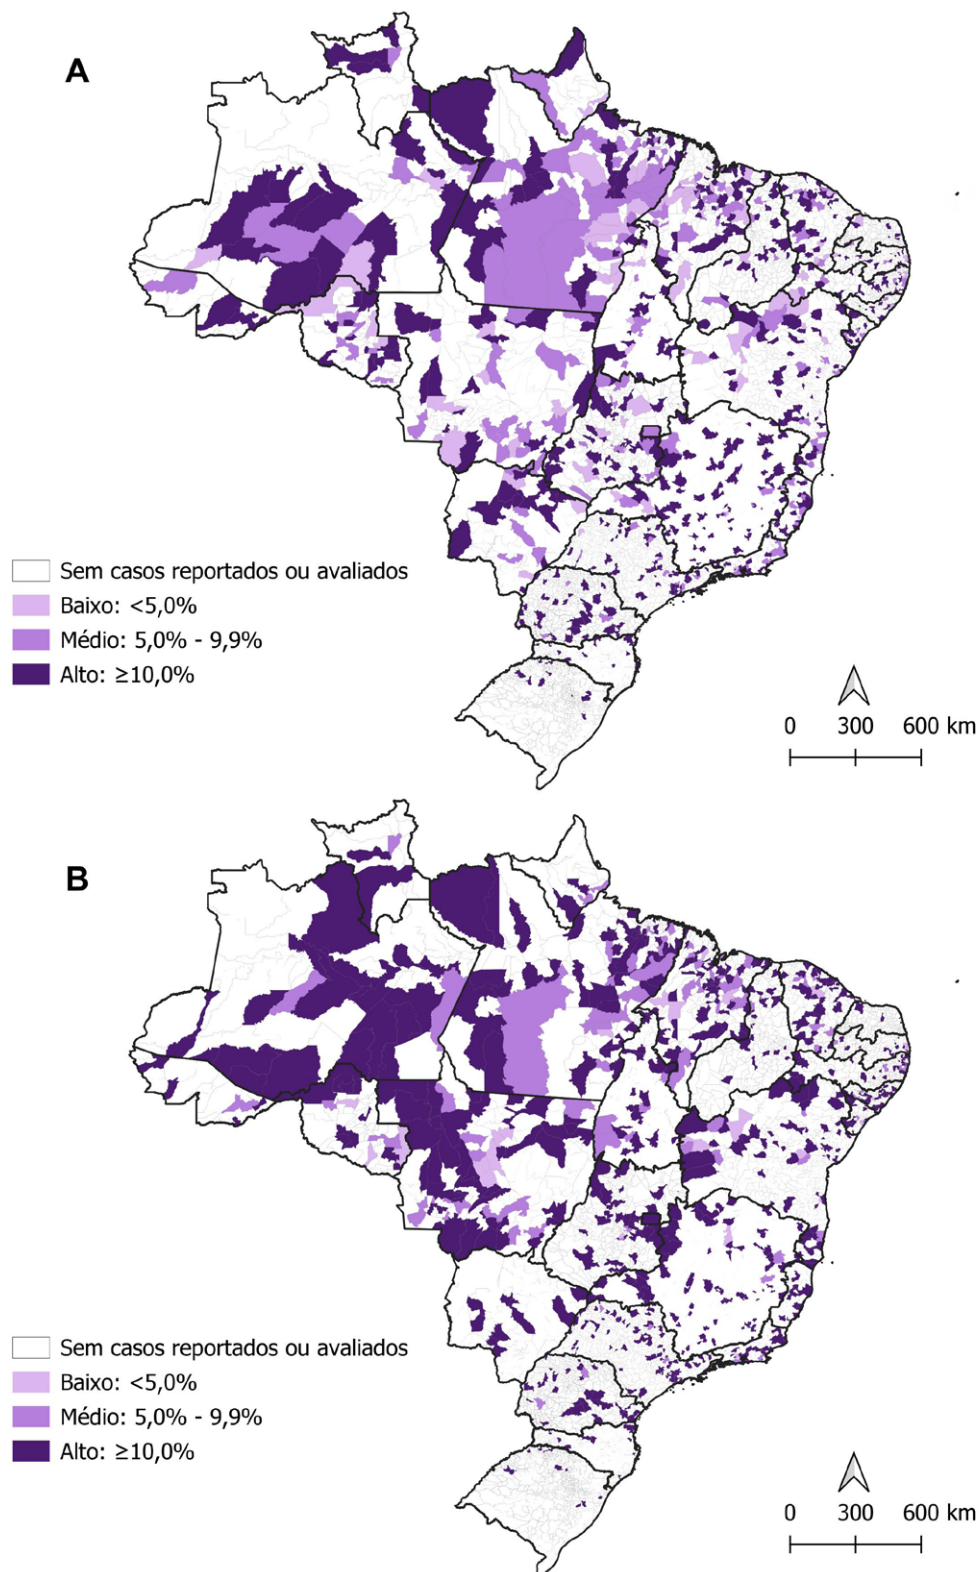 A
Sem casos reportados ou avaliados
Baixo: <5,0%
Médio: 5,0% - 9,9%
Alto: ≥10,0%
0 300 600 km
B
Sem casos reportados ou avaliados
Baixo: <5,0%
Médio: 5,0% - 9,9%
Alto: ≥10,0%
0 300 600 km